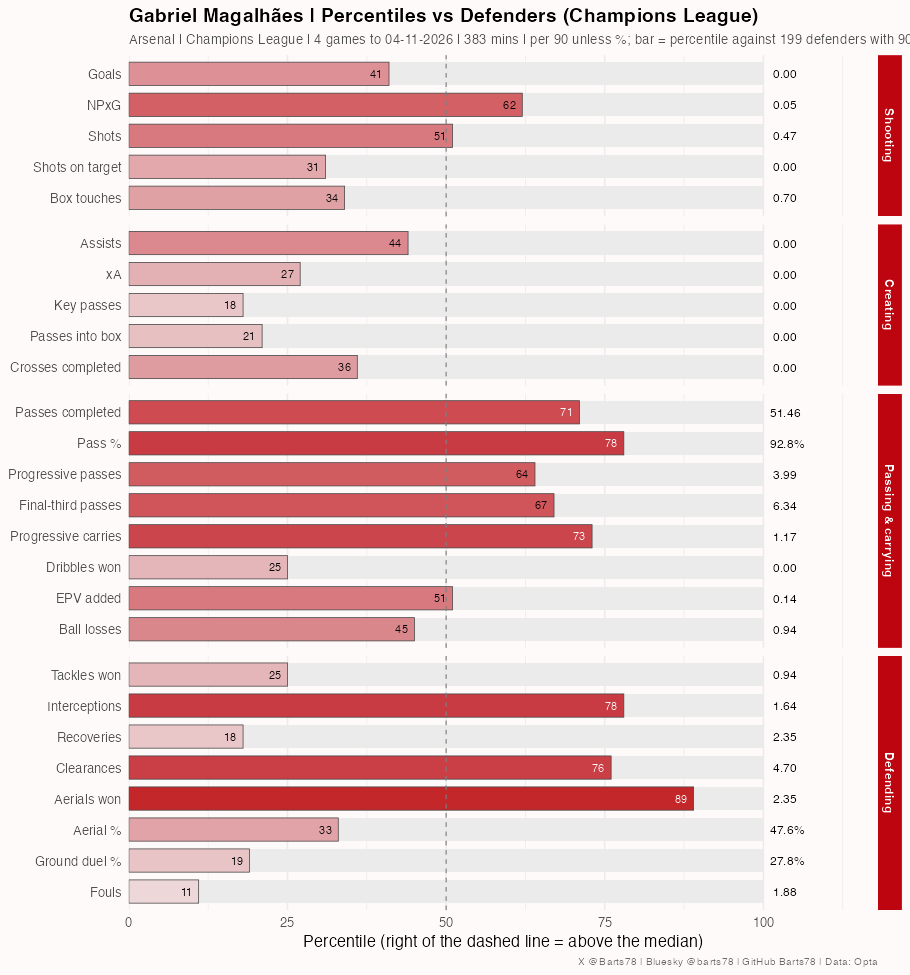 Gabriel Magalhães | Percentiles vs Defenders (Champions League)
Arsenal | Champions League | 4 games to 04-11-2026 | 383 mins | per 90 unless %; bar = percentile against 199 defenders with 90
Goals 41 0.00
NPxG 62 0.05
Shots 51 0.47
Shots on target 31 0.00
Box touches 34 0.70
Shooting
Assists 44 0.00
xA 27 0.00
Key passes 18 0.00
Passes into box 21 0.00
Crosses completed 36 0.00
Creating
Passes completed 71 51.46
Pass % 78 92.8%
Progressive passes 64 3.99
Final-third passes 67 6.34
Progressive carries 73 1.17
Dribbles won 25 0.00
EPV added 51 0.14
Ball losses 45 0.94
Passing & carrying
Tackles won 25 0.94
Interceptions 78 1.64
Recoveries 18 2.35
Clearances 76 4.70
Aerials won 89 2.35
Aerial % 33 47.6%
Ground duel % 19 27.8%
Fouls 11 1.88
Defending
0 25 50 75 100
Percentile (right of the dashed line = above the median)
X @Barts78 | Bluesky @barts78 | GitHub Barts78 | Data: Opta